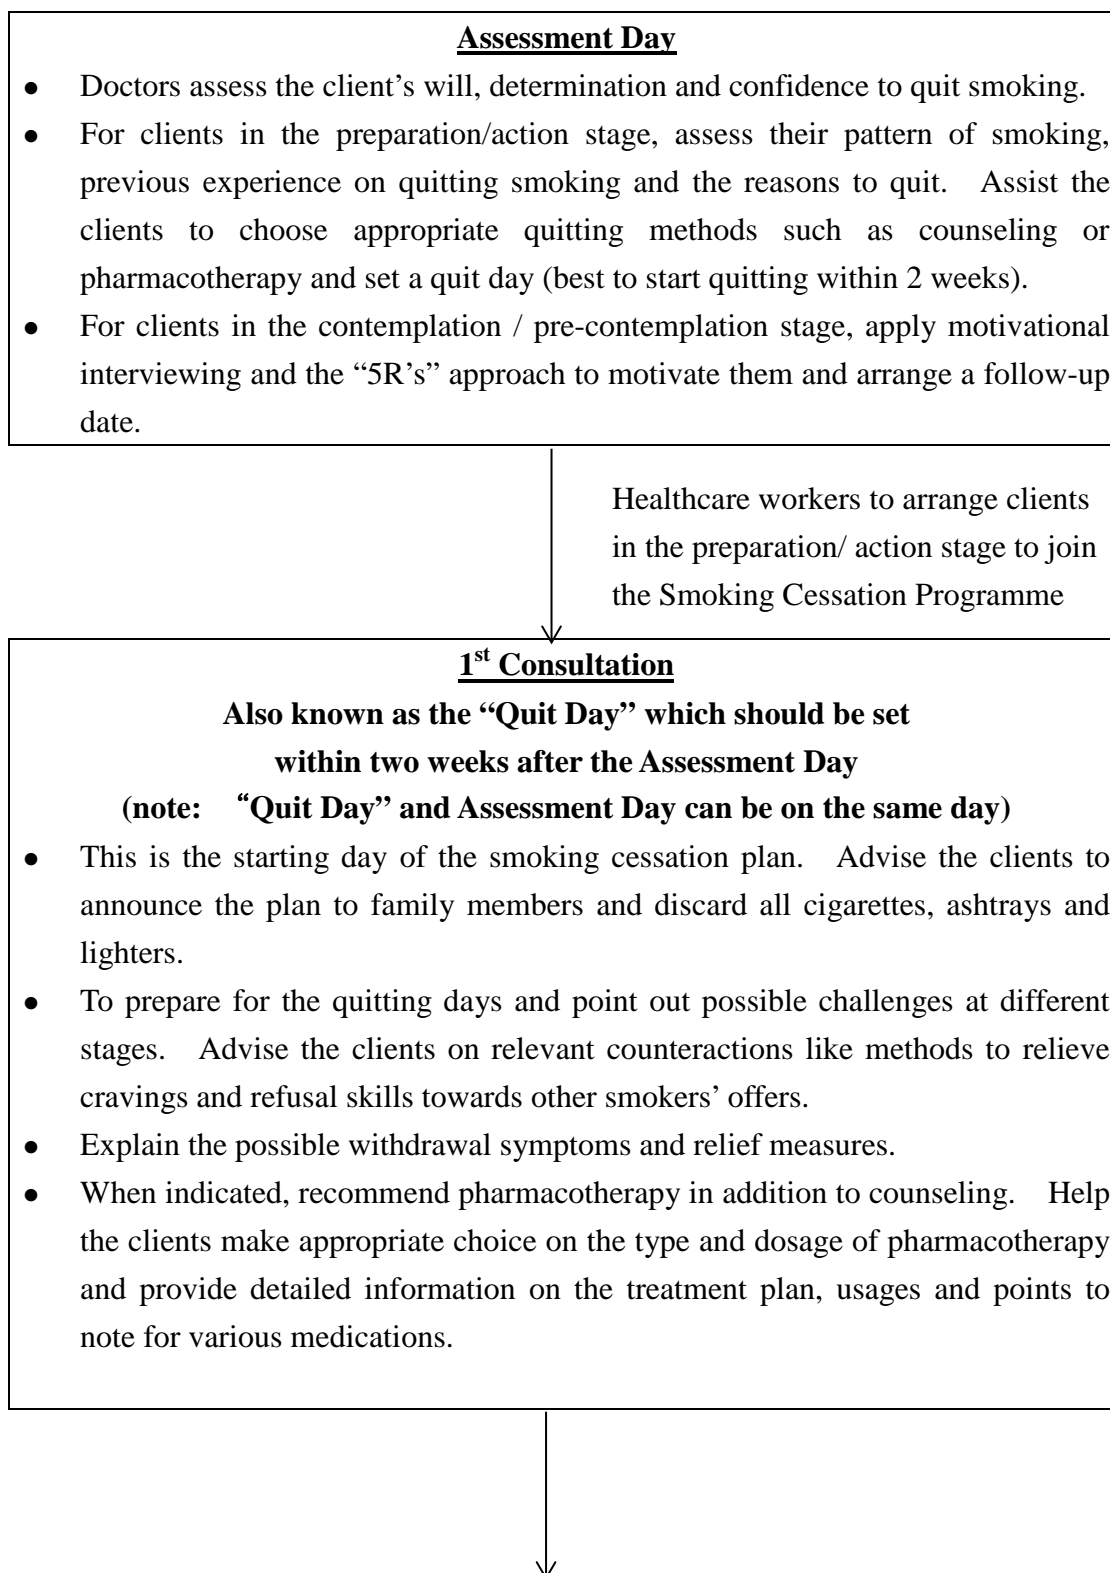 Assessment Day
● Doctors assess the client’s will, determination and confidence to quit smoking.
● For clients in the preparation/action stage, assess their pattern of smoking,
previous experience on quitting smoking and the reasons to quit. Assist the
clients to choose appropriate quitting methods such as counseling or
pharmacotherapy and set a quit day (best to start quitting within 2 weeks).
● For clients in the contemplation / pre-contemplation stage, apply motivational
interviewing and the “5R’s” approach to motivate them and arrange a follow-up
date.
Healthcare workers to arrange clients
in the preparation/ action stage to join
the Smoking Cessation Programme
1st Consultation
Also known as the “Quit Day” which should be set
within two weeks after the Assessment Day
(note: “Quit Day” and Assessment Day can be on the same day)
● This is the starting day of the smoking cessation plan. Advise the clients to
announce the plan to family members and discard all cigarettes, ashtrays and
lighters.
● To prepare for the quitting days and point out possible challenges at different
stages. Advise the clients on relevant counteractions like methods to relieve
cravings and refusal skills towards other smokers’ offers.
● Explain the possible withdrawal symptoms and relief measures.
● When indicated, recommend pharmacotherapy in addition to counseling. Help
the clients make appropriate choice on the type and dosage of pharmacotherapy
and provide detailed information on the treatment plan, usages and points to
note for various medications.